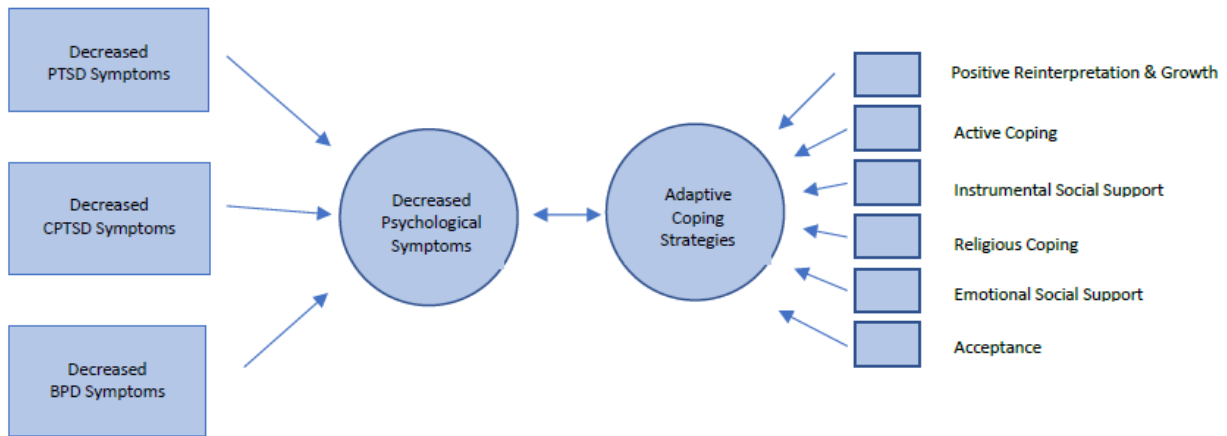 Decreased
PTSD Symptoms
Decreased
CPTSD Symptoms
Decreased
BPD Symptoms
Decreased
Psychological
Symptoms
Adaptive
Coping
Strategies
Positive Reinterpretation & Growth
Active Coping
Instrumental Social Support
Religious Coping
Emotional Social Support
Acceptance